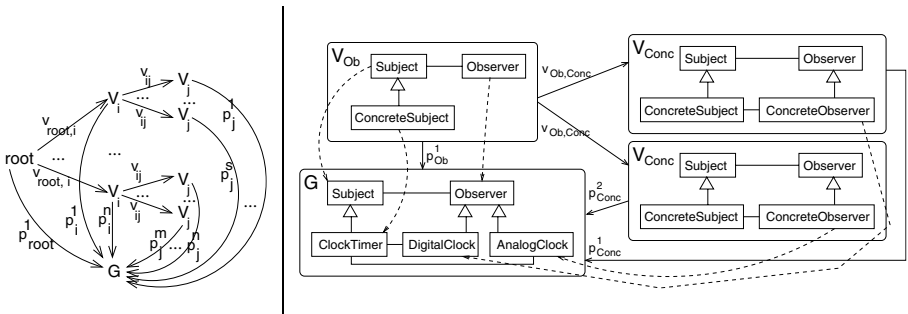 v_ij V_j
V_i ... ... p_j^1
v_ij V_j
v_root,i
root ... ... p_j^s
v_root, i v_ij V_j
V_i ... ... ...
v_ij V_j
p_root^1 p_i^1 p_i^n p_j^m ... p_j^n
G
V_Ob Subject Observer
ConcreteSubject
v_Ob,Conc
v_Ob,Conc
p_Ob^1
V_Conc Subject Observer
ConcreteSubject ConcreteObserver
V_Conc Subject Observer
ConcreteSubject ConcreteObserver
p_Conc^2
p_Conc^1
G Subject Observer
ClockTimer DigitalClock AnalogClock